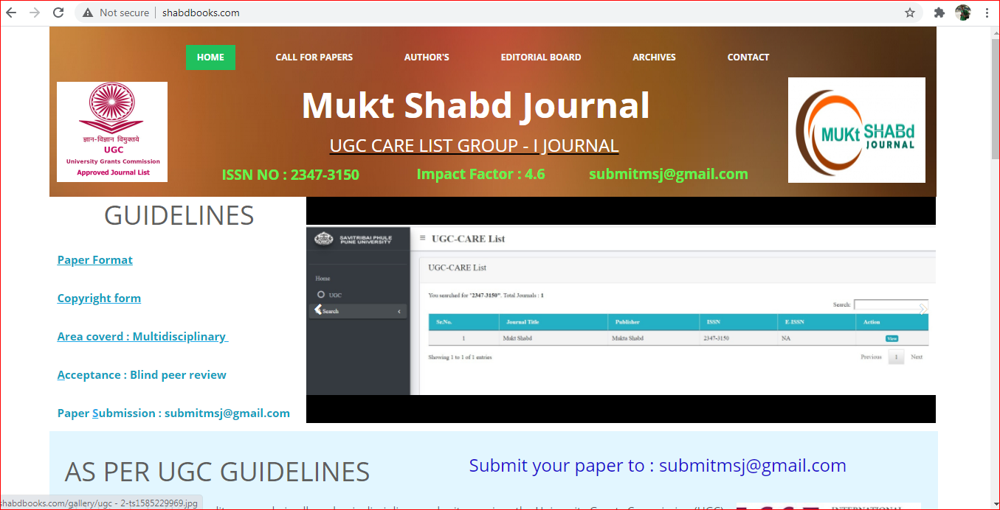 Not secure | shabdbooks.com
HOME CALL FOR PAPERS AUTHOR'S EDITORIAL BOARD ARCHIVES CONTACT
ज्ञान-विज्ञान विमुक्तये
UGC
University Grants Commission
Approved Journal List
Mukt Shabd Journal
UGC CARE LIST GROUP - I JOURNAL
ISSN NO : 2347-3150 Impact Factor : 4.6 submitmsj@gmail.com
MUKt SHABd
JOURNAL
GUIDELINES
Paper Format
Copyright form
Area coverd : Multidisciplinary
Acceptance : Blind peer review
Paper Submission : submitmsj@gmail.com
SAVITRIBAI PHULE
PUNE UNIVERSITY
Home
UGC
Search
UGC-CARE List
UGC-CARE List
You searched for "2347-3150". Total Journals : 1
Search:
Sr.No. Journal Title Publisher ISSN E-ISSN Action
1 Mukt Shabd Mukta Shabd 2347-3150 NA View
Showing 1 to 1 of 1 entries
Previous 1 Next
AS PER UGC GUIDELINES
Submit your paper to : submitmsj@gmail.com
shabdbooks.com/gallery/ugc - 2-ts1585229969.jpg